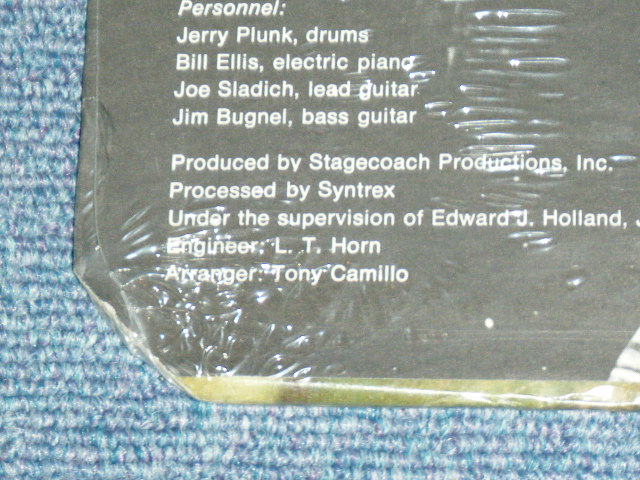 Personnel:
Jerry Plunk, drums
Bill Ellis, electric piano
Joe Sladich, lead guitar
Jim Bugnel, bass guitar
Produced by Stagecoach Productions, Inc.
Processed by Syntrex
Under the supervision of Edward J. Holland, J
Engineer: L. T. Horn
Arranger: Tony Camillo